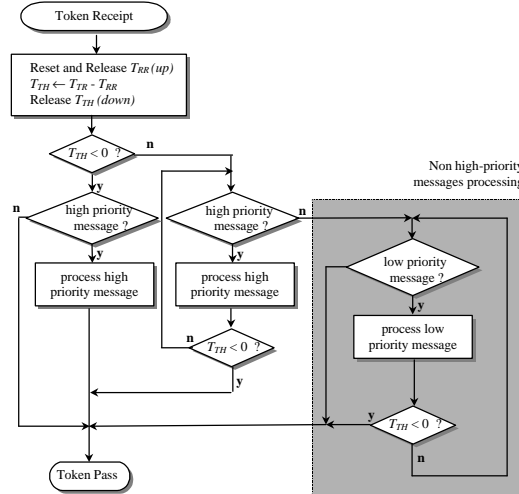 Token Receipt
Reset and Release T_RR (up)
T_TH ← T_TR - T_RR
Release T_TH (down)
T_TH < 0 ?
n
y
Non high-priority
messages processing
n
high priority
message ?
y
high priority
message ?
n
y
low priority
message ?
y
process high
priority message
process high
priority message
process low
priority message
n
T_TH < 0 ?
y
y
T_TH < 0 ?
n
Token Pass